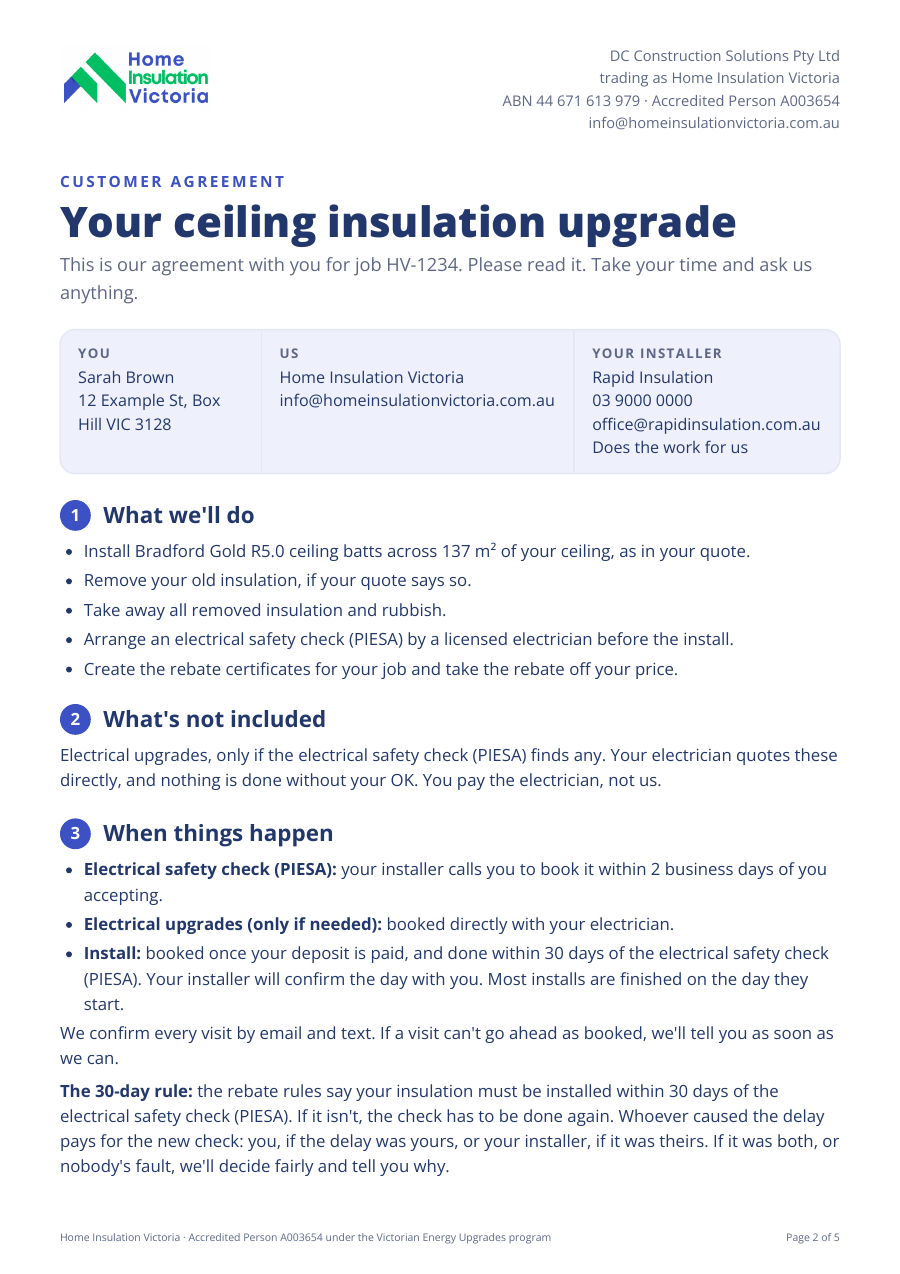 Home
Insulation
Victoria
DC Construction Solutions Pty Ltd
trading as Home Insulation Victoria
ABN 44 671 613 979 · Accredited Person A003654
info@homeinsulationvictoria.com.au
CUSTOMER AGREEMENT
Your ceiling insulation upgrade
This is our agreement with you for job HV-1234. Please read it. Take your time and ask us
anything.
YOU
Sarah Brown
12 Example St, Box
Hill VIC 3128
US
Home Insulation Victoria
info@homeinsulationvictoria.com.au
YOUR INSTALLER
Rapid Insulation
03 9000 0000
office@rapidinsulation.com.au
Does the work for us
1 What we'll do
• Install Bradford Gold R5.0 ceiling batts across 137 m² of your ceiling, as in your quote.
• Remove your old insulation, if your quote says so.
• Take away all removed insulation and rubbish.
• Arrange an electrical safety check (PIESA) by a licensed electrician before the install.
• Create the rebate certificates for your job and take the rebate off your price.
2 What's not included
Electrical upgrades, only if the electrical safety check (PIESA) finds any. Your electrician quotes these
directly, and nothing is done without your OK. You pay the electrician, not us.
3 When things happen
• Electrical safety check (PIESA): your installer calls you to book it within 2 business days of you
accepting.
• Electrical upgrades (only if needed): booked directly with your electrician.
• Install: booked once your deposit is paid, and done within 30 days of the electrical safety check
(PIESA). Your installer will confirm the day with you. Most installs are finished on the day they
start.
We confirm every visit by email and text. If a visit can't go ahead as booked, we'll tell you as soon as
we can.
The 30-day rule: the rebate rules say your insulation must be installed within 30 days of the
electrical safety check (PIESA). If it isn't, the check has to be done again. Whoever caused the delay
pays for the new check: you, if the delay was yours, or your installer, if it was theirs. If it was both, or
nobody's fault, we'll decide fairly and tell you why.
Home Insulation Victoria · Accredited Person A003654 under the Victorian Energy Upgrades program
Page 2 of 5